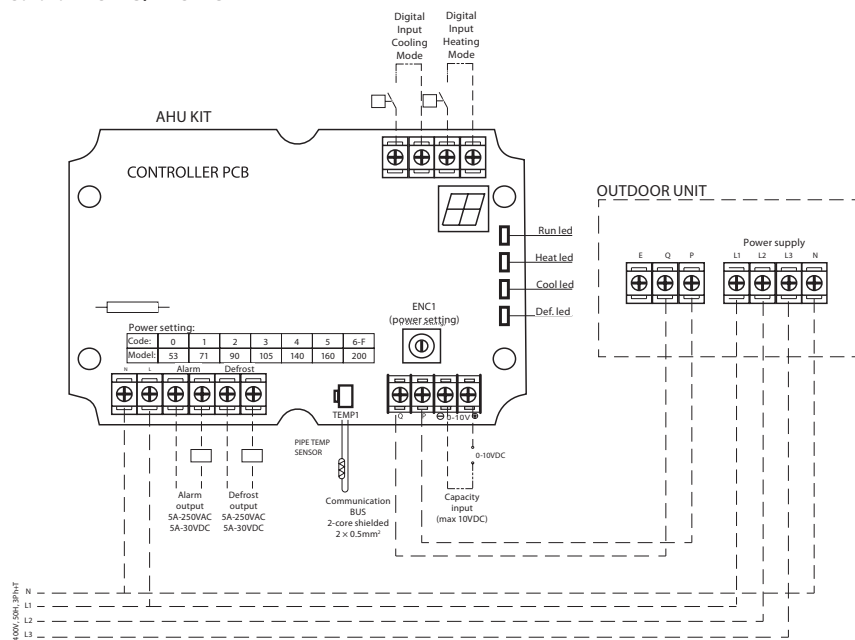 Digital
Input
Cooling
Mode
Digital
Input
Heating
Mode
AHU KIT
CONTROLLER PCB
OUTDOOR UNIT
Run led
Heat led
Cool led
Def. led
E Q P
Power supply
L1 L2 L3 N
ENC1
(power setting)
Power setting:
Code: 0 1 2 3 4 5 6-F
Model: 53 71 90 105 140 160 200
N L Alarm Defrost
TEMP1
Q P ⊖ 0-10V ⊕
PIPE TEMP
SENSOR
0-10VDC
Alarm
output
5A-250VAC
5A-30VDC
Defrost
output
5A-250VAC
5A-30VDC
Communication
BUS
2-core shielded
2 × 0.5mm²
Capacity
input
(max 10VDC)
400V, 50H, 3Ph+T
N
L1
L2
L3